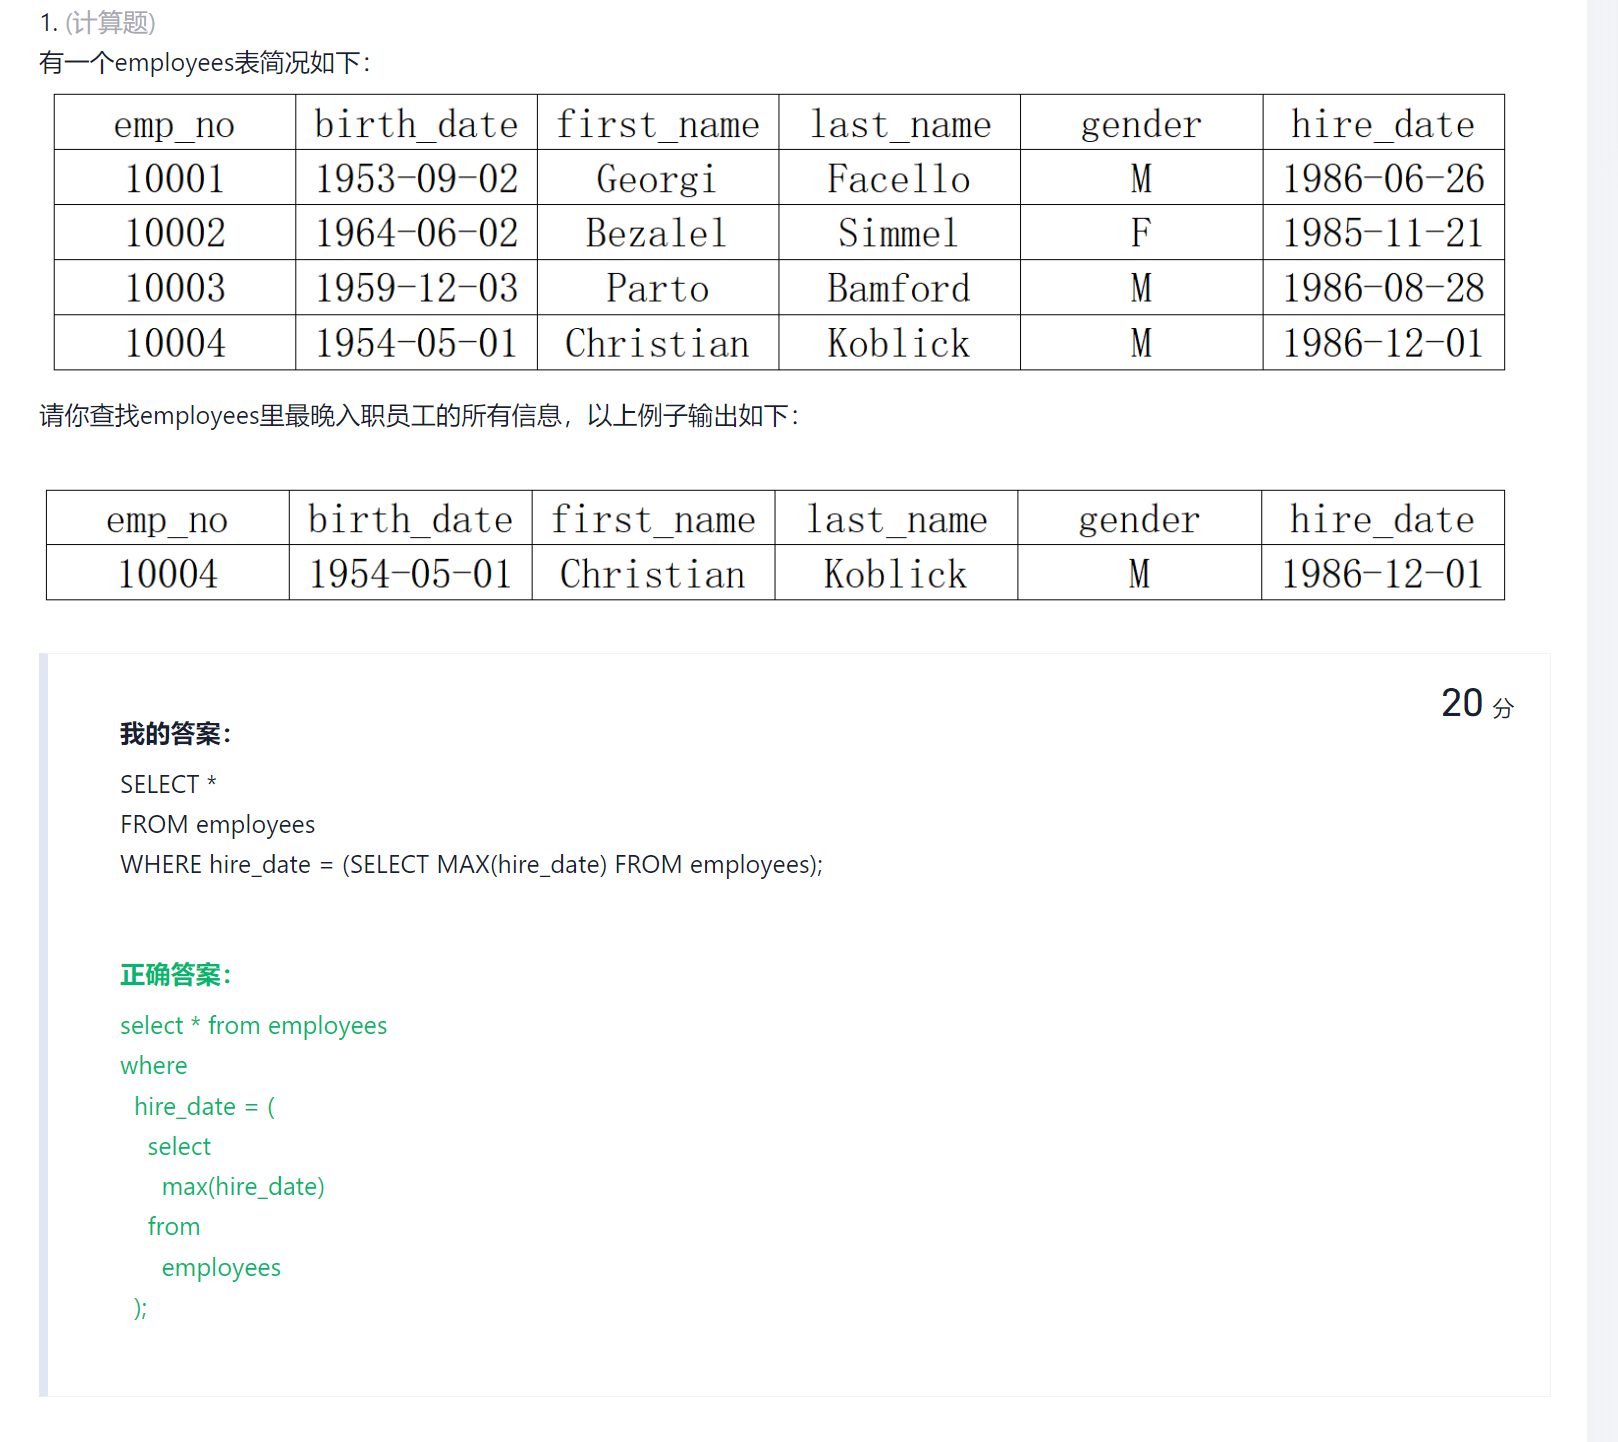 1. (计算题)
有一个employees表简况如下：
emp_no birth_date first_name last_name gender hire_date
10001 1953-09-02 Georgi Facello M 1986-06-26
10002 1964-06-02 Bezalel Simmel F 1985-11-21
10003 1959-12-03 Parto Bamford M 1986-08-28
10004 1954-05-01 Christian Koblick M 1986-12-01
请你查找employees里最晚入职员工的所有信息，以上例子输出如下：
emp_no birth_date first_name last_name gender hire_date
10004 1954-05-01 Christian Koblick M 1986-12-01
20 分
我的答案：
SELECT *
FROM employees
WHERE hire_date = (SELECT MAX(hire_date) FROM employees);
正确答案：
select * from employees
where
hire_date = (
select
max(hire_date)
from
employees
);